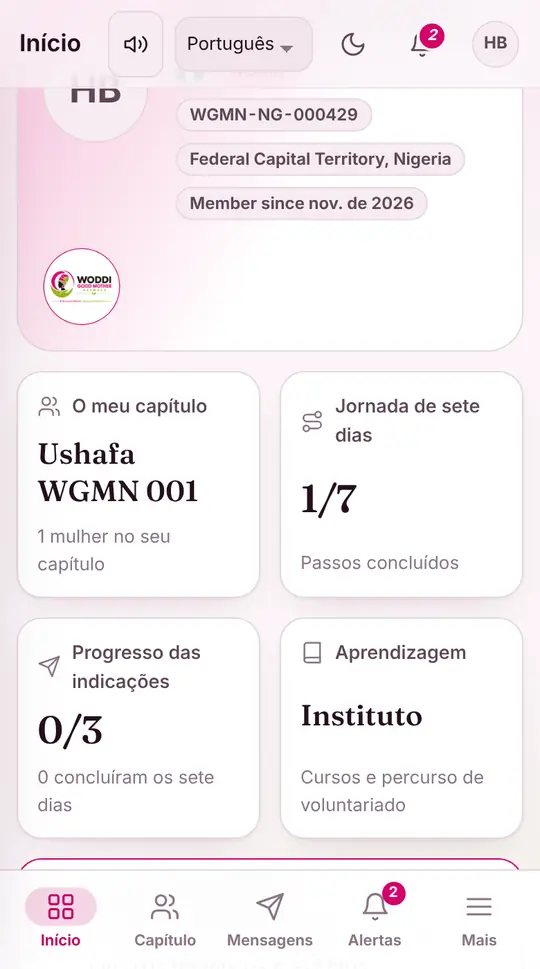 Início
Português
2
HB
HB
WGMN-NG-000429
Federal Capital Territory, Nigeria
Member since nov. de 2026
WODDI
GOOD MOTHER
O meu capítulo
Ushafa
WGMN 001
1 mulher no seu
capítulo
Jornada de sete
dias
1/7
Passos concluídos
Progresso das
indicações
0/3
0 concluíram os sete
dias
Aprendizagem
Instituto
Cursos e percurso de
voluntariado
Início
Capítulo
Mensagens
2
Alertas
Mais